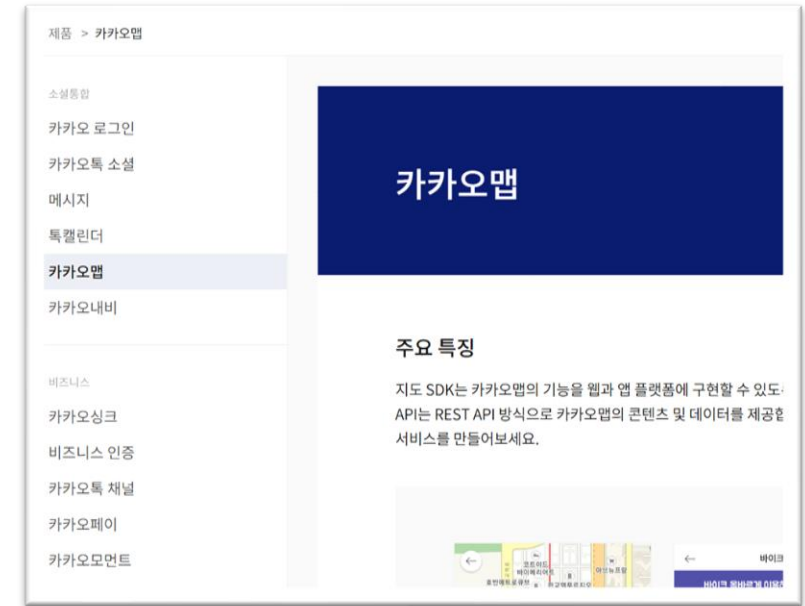 제품 > 카카오맵
소셜통합
카카오 로그인
카카오톡 소셜
메시지
톡캘린더
카카오맵
카카오내비
비즈니스
카카오싱크
비즈니스 인증
카카오톡 채널
카카오페이
카카오모먼트
카카오맵
주요 특징
지도 SDK는 카카오맵의 기능을 웹과 앱 플랫폼에 구현할 수 있도
API는 REST API 방식으로 카카오맵의 콘텐츠 및 데이터를 제공합
서비스를 만들어보세요.
바이크